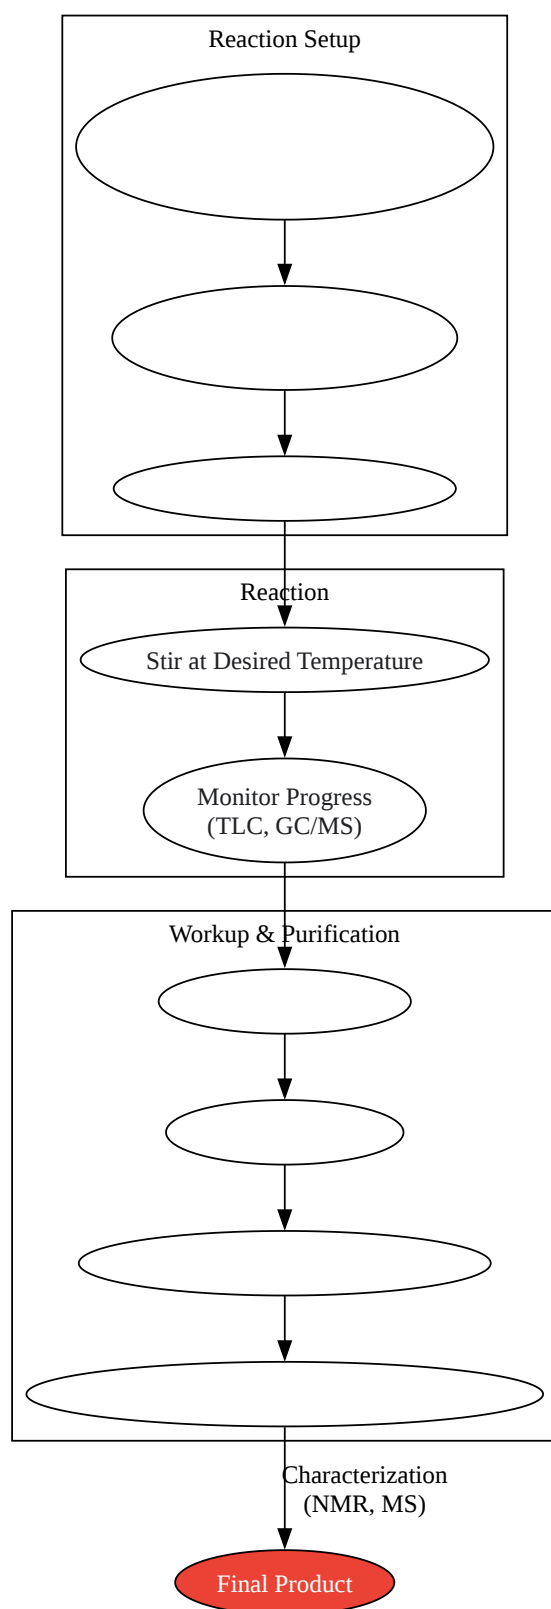 Reaction Setup
Reaction
Stir at Desired Temperature
Monitor Progress
(TLC, GC/MS)
Workup & Purification
Characterization
(NMR, MS)
Final Product